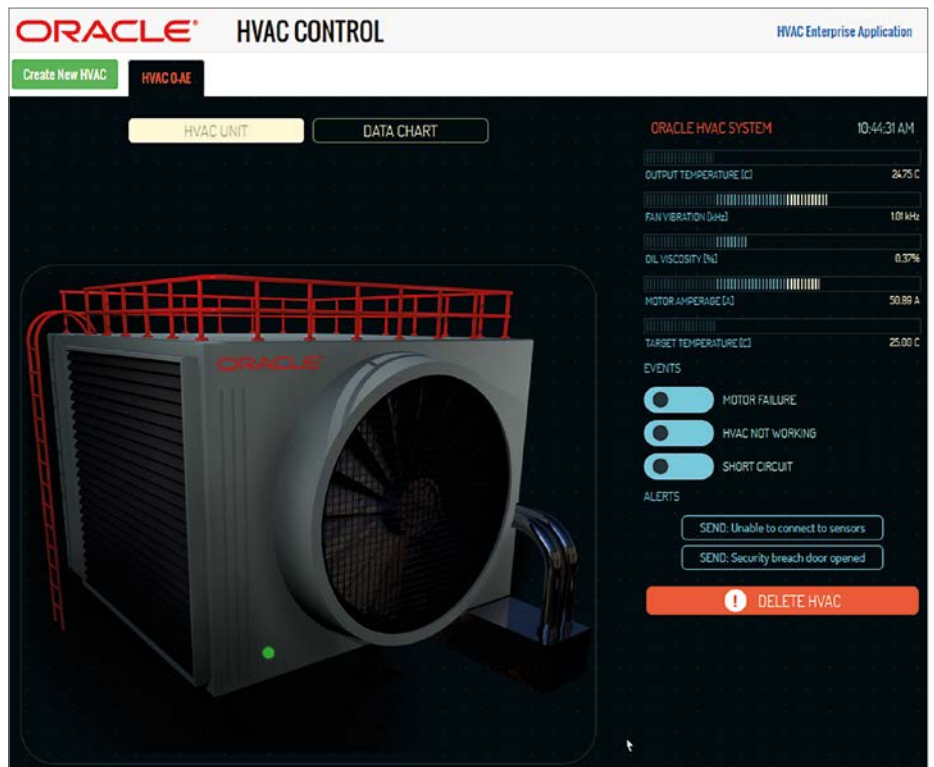 ORACLE® HVAC CONTROL HVAC Enterprise Application
Create New HVAC HVAC 0-AE
HVAC UNIT DATA CHART
ORACLE HVAC SYSTEM 10:44:31 AM
OUTPUT TEMPERATURE [C] 24.75 C
FAN VIBRATION [kHz] 1.01 kHz
OIL VISCOSITY [%] 0.37%
MOTOR AMPERAGE [A] 50.89 A
TARGET TEMPERATURE [C] 25.00 C
EVENTS
MOTOR FAILURE
HVAC NOT WORKING
SHORT CIRCUIT
ALERTS
SEND: Unable to connect to sensors
SEND: Security breach door opened
! DELETE HVAC
ORACLE